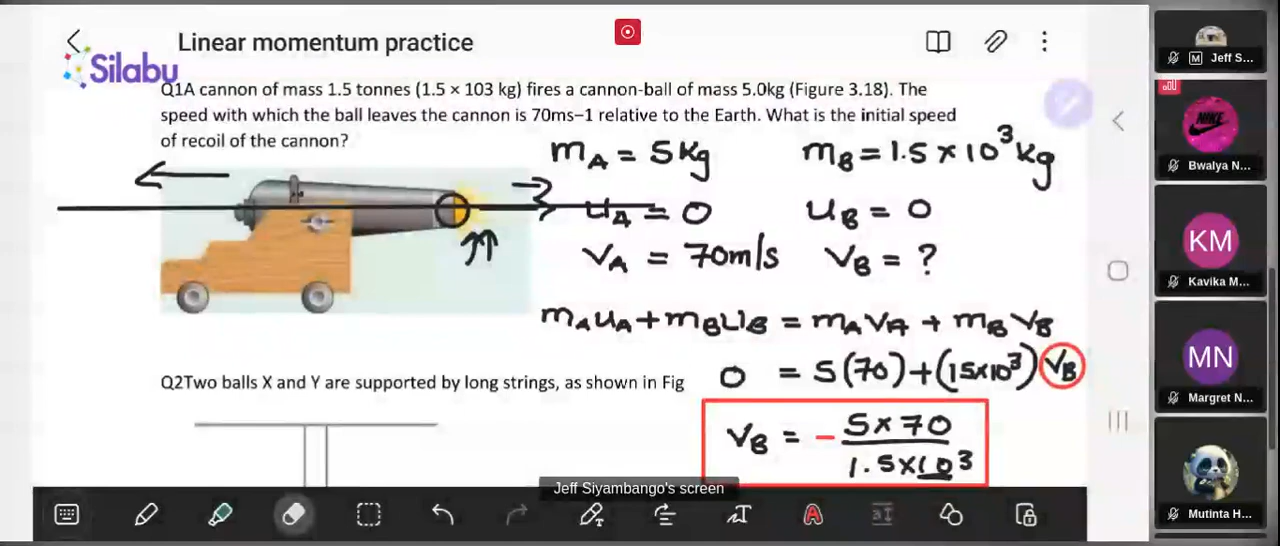 Linear momentum practice
Silabu
Q1A cannon of mass 1.5 tonnes (1.5 × 103 kg) fires a cannon-ball of mass 5.0kg (Figure 3.18). The
speed with which the ball leaves the cannon is 70ms−1 relative to the Earth. What is the initial speed
of recoil of the cannon?
mA = 5kg
mB = 1.5 × 10³ kg
uA = 0
uB = 0
vA = 70m/s
vB = ?
mAuA + mBuB = mAvA + mBvB
0 = 5(70) + (15×10³) vB
vB = − 5 × 70 / 1.5 × 10³
Q2Two balls X and Y are supported by long strings, as shown in Fig
Jeff Siyambango's screen
M Jeff S...
NIKE
Bwalya N...
KM
Kavika M...
MN
Margret N...
Mutinta H...